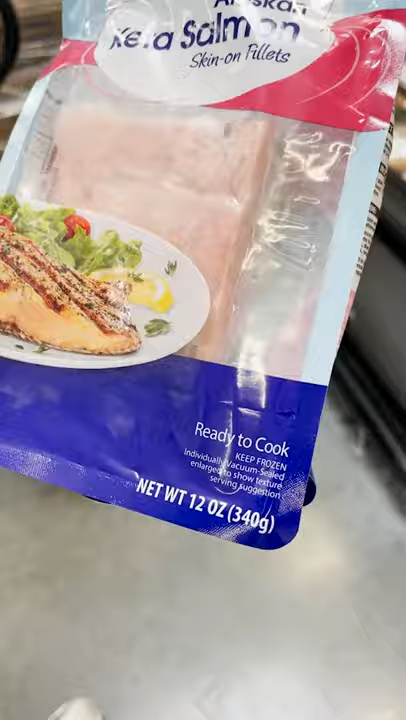 Alaskan
Keta Salmon
Skin-on Fillets
Ready to Cook
KEEP FROZEN
Individually Vacuum-Sealed
enlarged to show texture
serving suggestion
NET WT 12 OZ (340g)